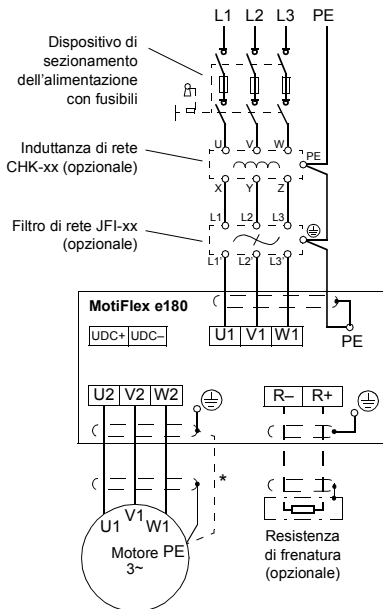 L1 L2 L3 PE
Dispositivo di
sezionamento
dell'alimentazione
con fusibili
U V W
Induttanza di rete
CHK-xx (opzionale)
PE
X Y Z
Filtro di rete JFI-xx
(opzionale)
L1 L2 L3
L1' L2' L3'
MotiFlex e180
UDC+ UDC–
U1 V1 W1
PE
U2 V2 W2
R– R+
*
U1 V1 W1
Motore PE
3~
Resistenza
di frenatura
(opzionale)